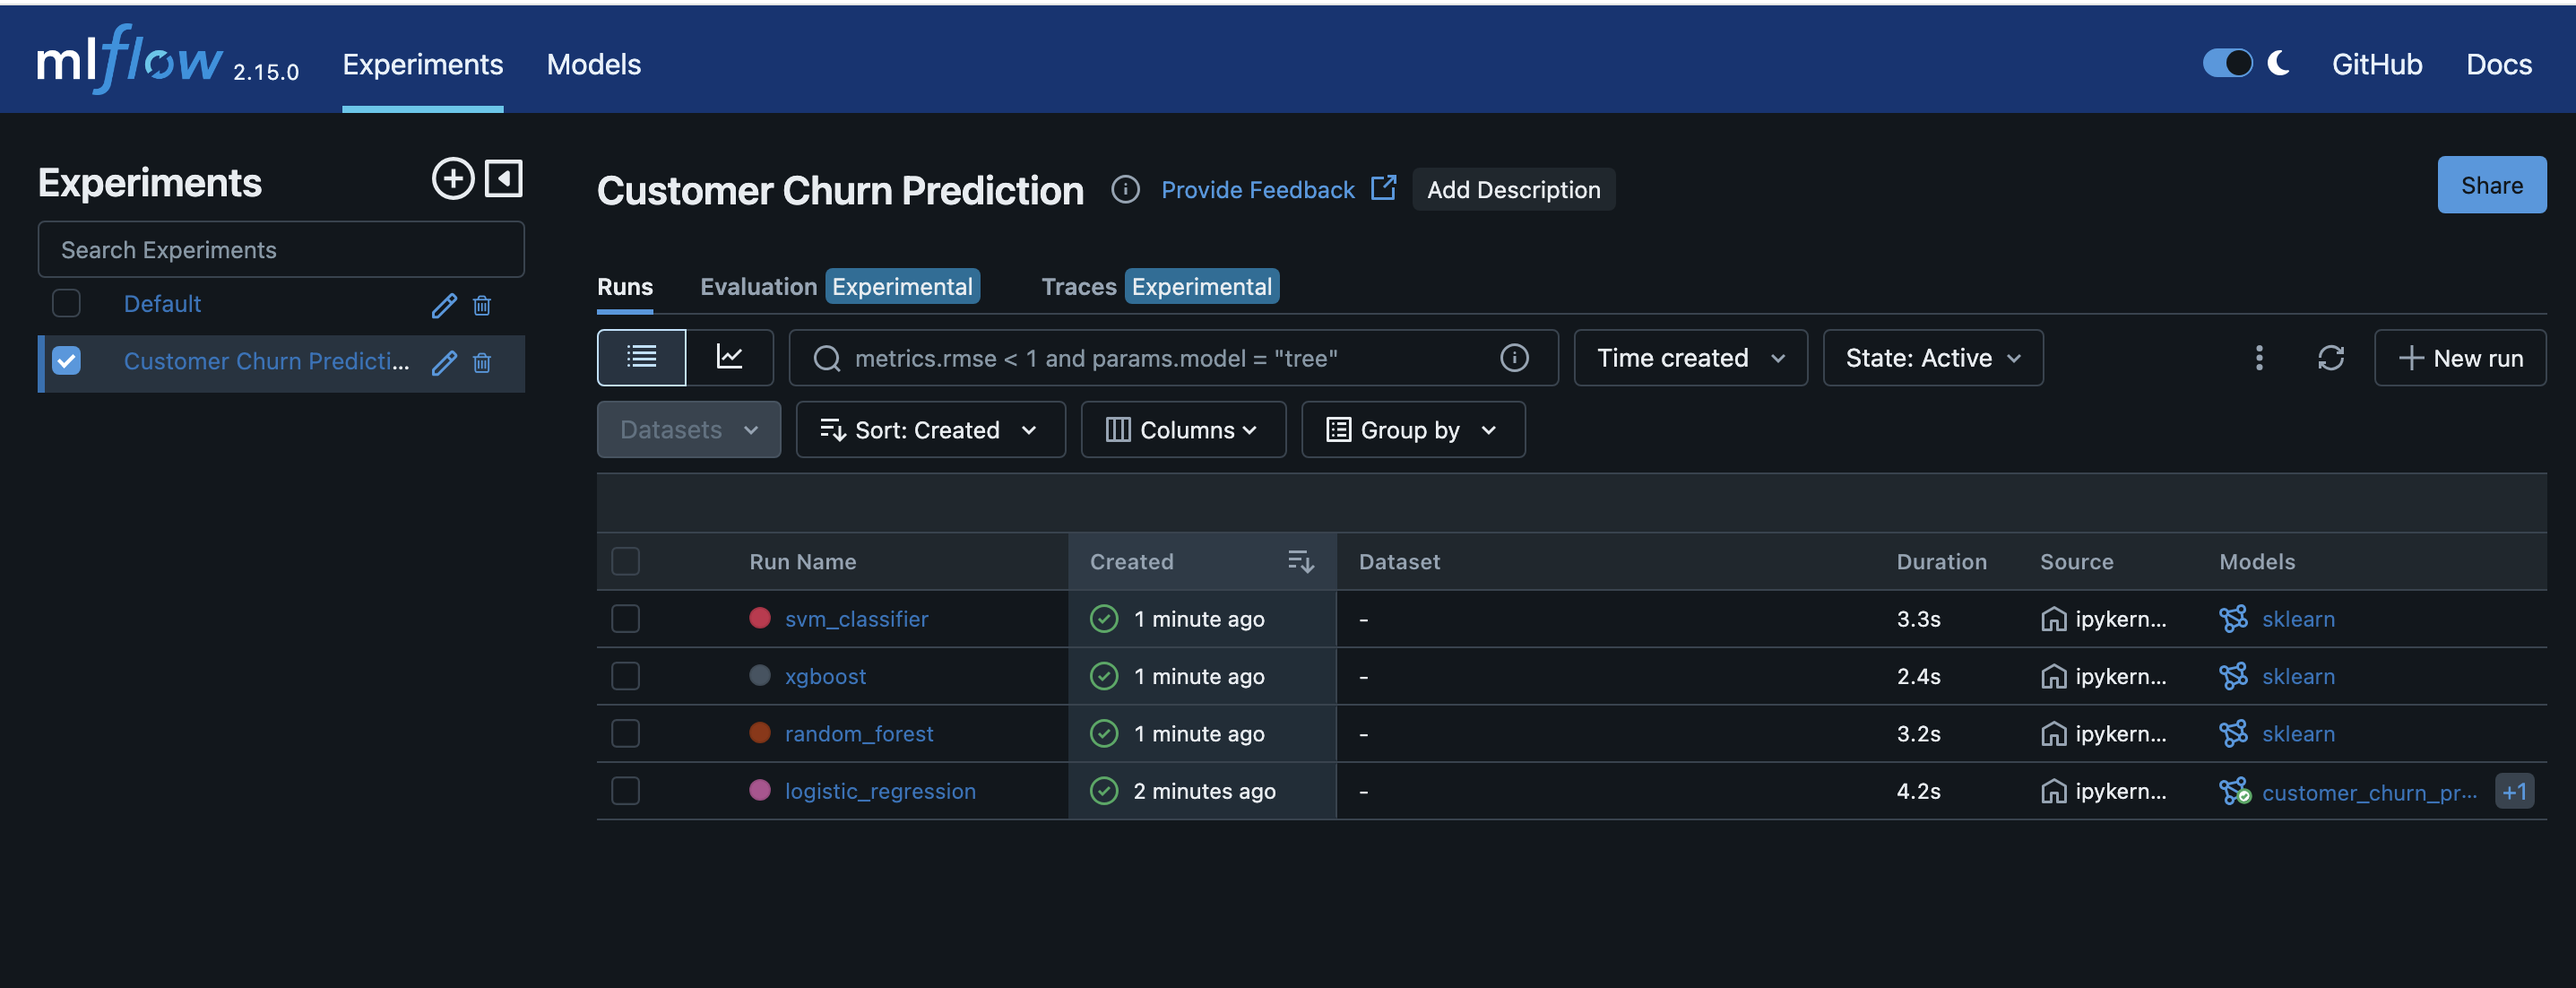 mlflow 2.15.0 Experiments Models GitHub Docs
Experiments
Search Experiments
Default
Customer Churn Predicti...
Customer Churn Prediction Provide Feedback Add Description Share
Runs Evaluation Experimental Traces Experimental
metrics.rmse < 1 and params.model = "tree" Time created State: Active New run
Datasets Sort: Created Columns Group by
Run Name Created Dataset Duration Source Models
svm_classifier 1 minute ago - 3.3s ipykern... sklearn
xgboost 1 minute ago - 2.4s ipykern... sklearn
random_forest 1 minute ago - 3.2s ipykern... sklearn
logistic_regression 2 minutes ago - 4.2s ipykern... customer_churn_pr... +1